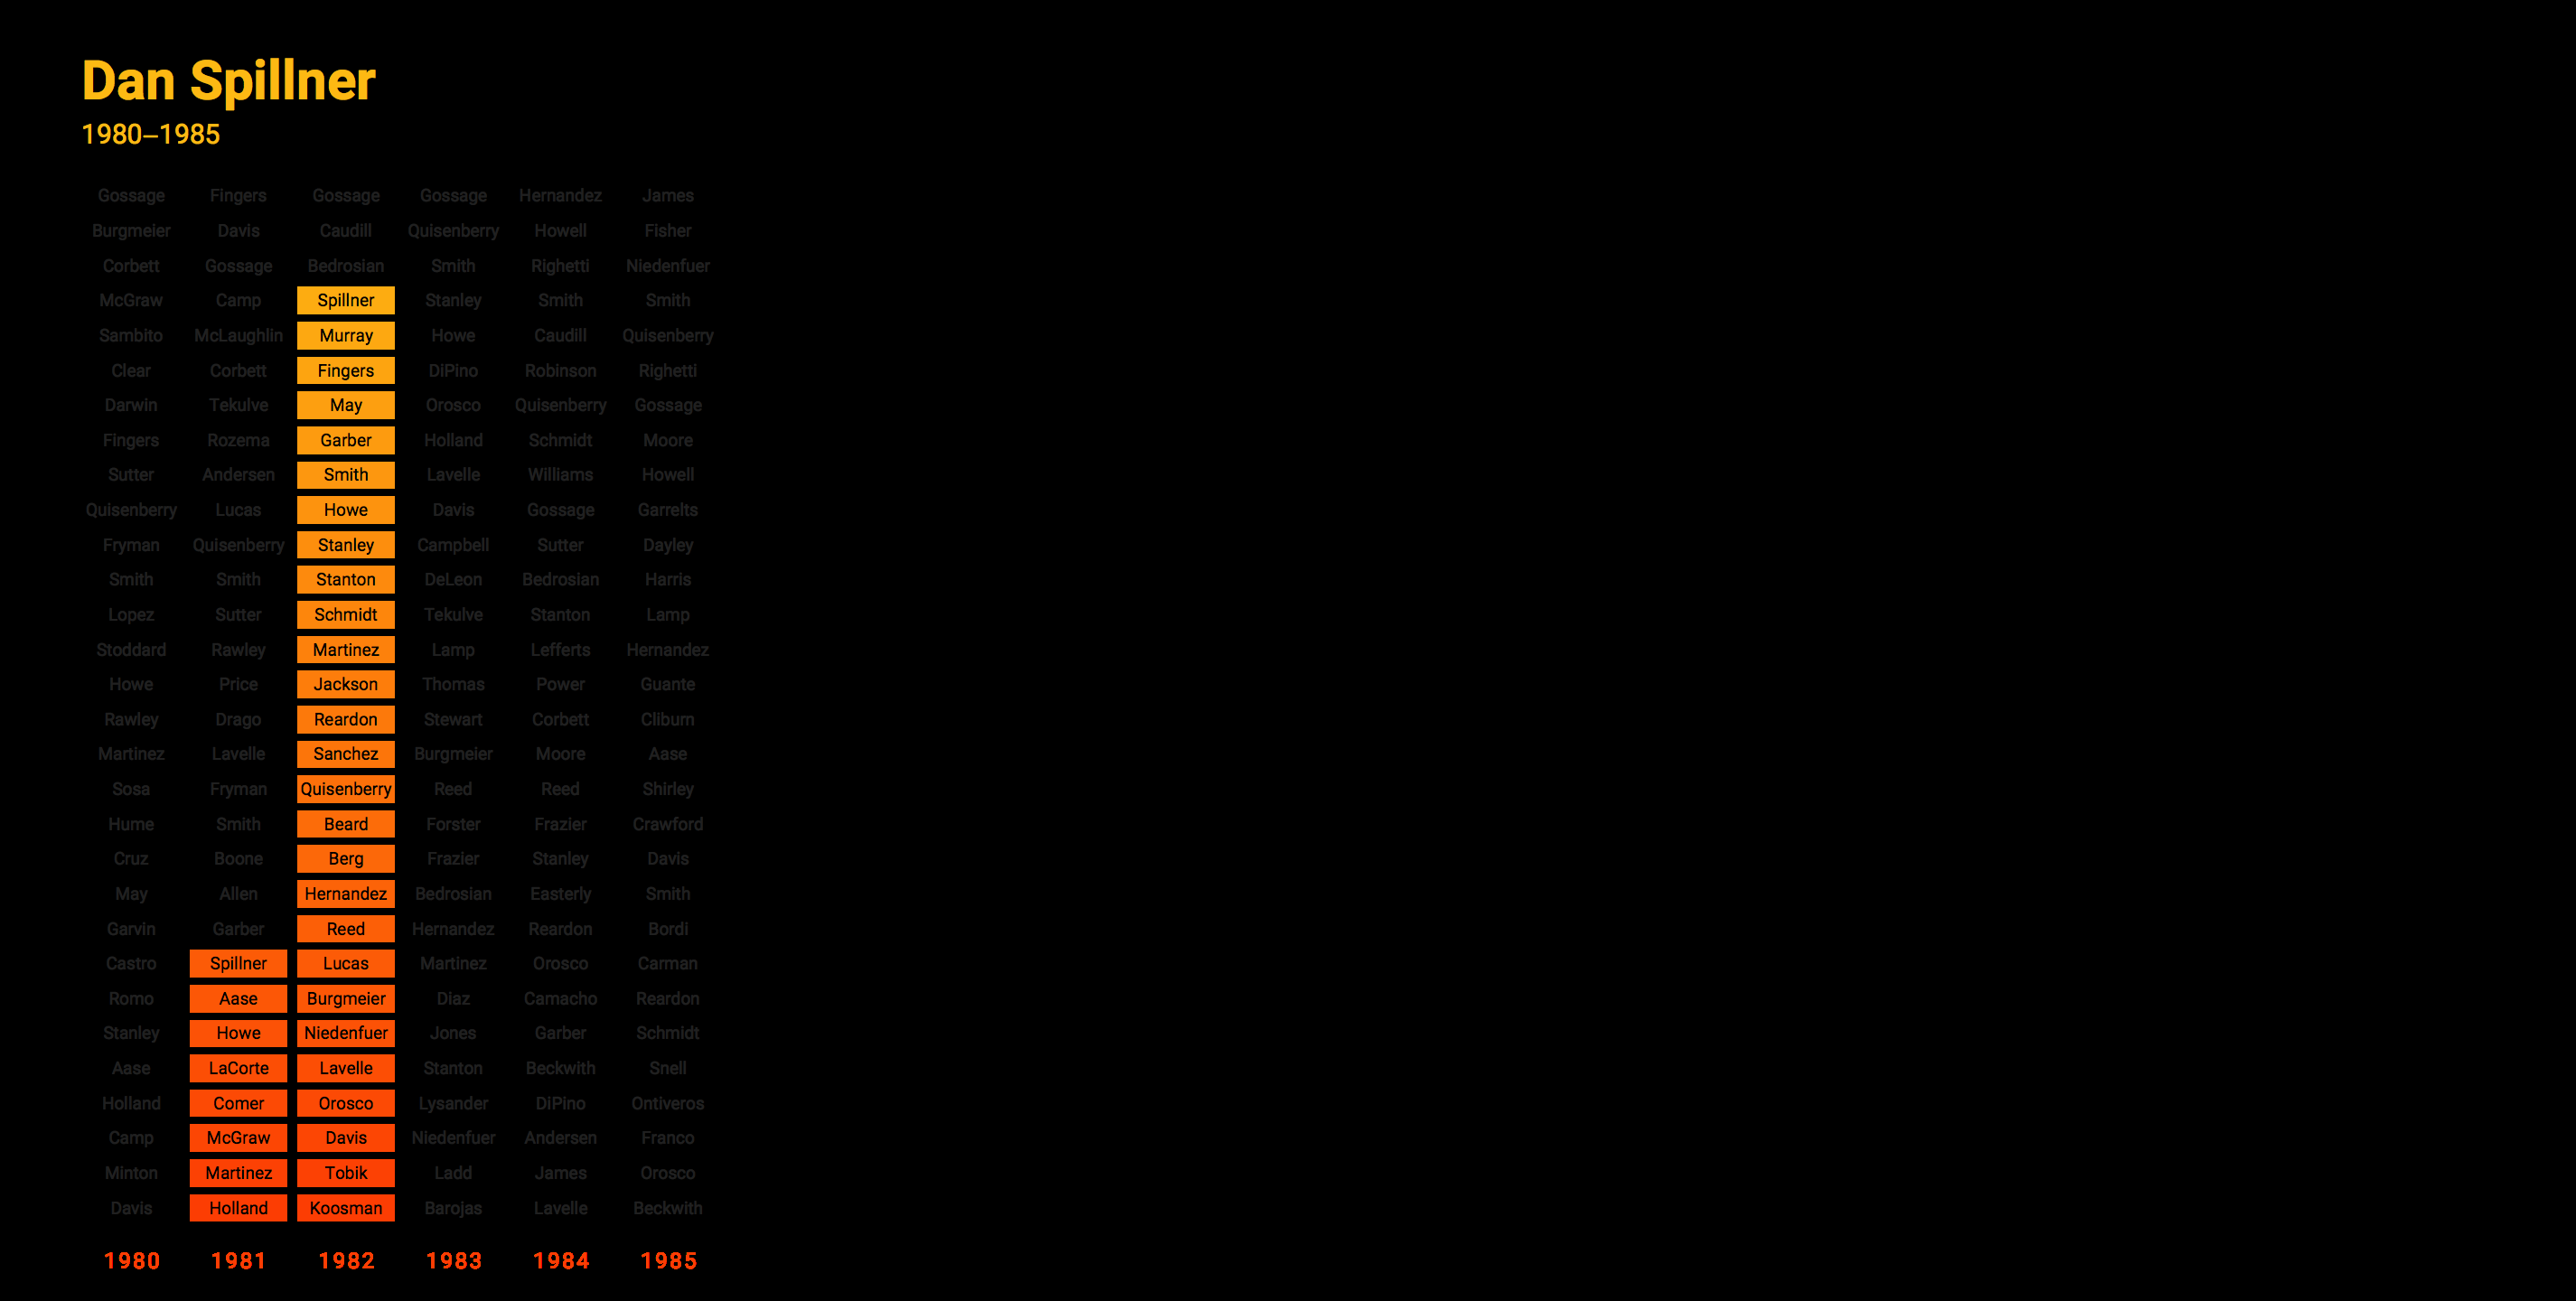 Dan Spillner
1980–1985
Gossage Fingers Gossage Gossage Hernandez James
Burgmeier Davis Caudill Quisenberry Howell Fisher
Corbett Gossage Bedrosian Smith Righetti Niedenfuer
McGraw Camp Spillner Stanley Smith Smith
Sambito McLaughlin Murray Howe Caudill Quisenberry
Clear Corbett Fingers DiPino Robinson Righetti
Darwin Tekulve May Orosco Quisenberry Gossage
Fingers Rozema Garber Holland Schmidt Moore
Sutter Andersen Smith Lavelle Williams Howell
Quisenberry Lucas Howe Davis Gossage Garrelts
Fryman Quisenberry Stanley Campbell Sutter Dayley
Smith Smith Stanton DeLeon Bedrosian Harris
Lopez Sutter Schmidt Tekulve Stanton Lamp
Stoddard Rawley Martinez Lamp Lefferts Hernandez
Howe Price Jackson Thomas Power Guante
Rawley Drago Reardon Stewart Corbett Cliburn
Martinez Lavelle Sanchez Burgmeier Moore Aase
Sosa Fryman Quisenberry Reed Reed Shirley
Hume Smith Beard Forster Frazier Crawford
Cruz Boone Berg Frazier Stanley Davis
May Allen Hernandez Bedrosian Easterly Smith
Garvin Garber Reed Hernandez Reardon Bordi
Castro Spillner Lucas Martinez Orosco Carman
Romo Aase Burgmeier Diaz Camacho Reardon
Stanley Howe Niedenfuer Jones Garber Schmidt
Aase LaCorte Lavelle Stanton Beckwith Snell
Holland Comer Orosco Lysander DiPino Ontiveros
Camp McGraw Davis Niedenfuer Andersen Franco
Minton Martinez Tobik Ladd James Orosco
Davis Holland Koosman Barojas Lavelle Beckwith
1980 1981 1982 1983 1984 1985